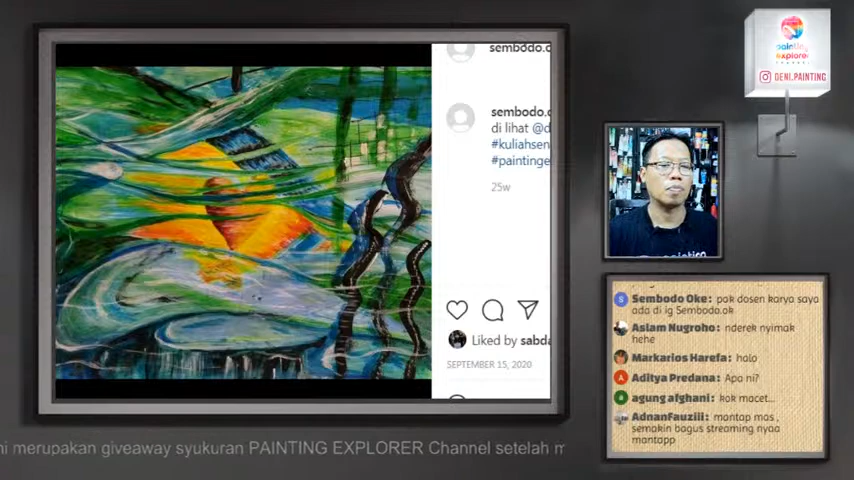 sembodo.o
sembodo.o
di lihat @d
#kuliahsen
#paintinge
25w
Liked by sabda
SEPTEMBER 15, 2020
painting
explorer
CHANNEL
DENI.PAINTING
Sembodo Oke: pak dosen karya saya
ada di ig Sembodo.ok
Aslam Nugroho: nderek nyimak
hehe
Markarios Harefa: halo
Aditya Predana: Apa ni?
agung afghani: kok macet...
AdnanFauzili: mantap mas ,
semakin bagus streaming nyaa
mantapp
ni merupakan giveaway syukuran PAINTING EXPLORER Channel setelah m